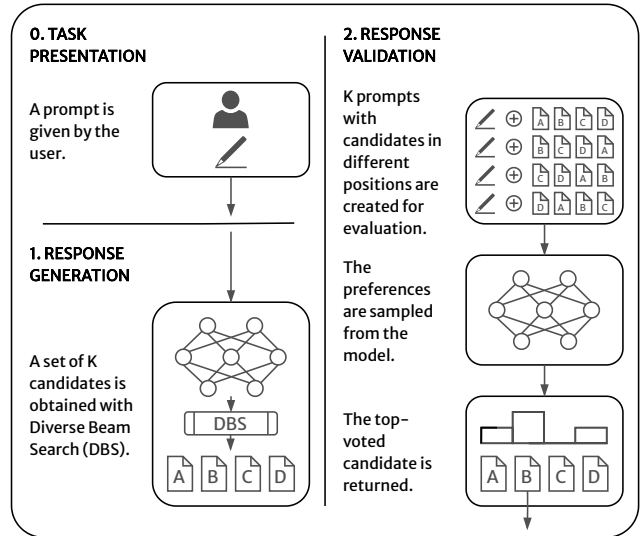 0. TASK
PRESENTATION
A prompt is
given by the
user.
1. RESPONSE
GENERATION
A set of K
candidates is
obtained with
Diverse Beam
Search (DBS).
DBS
A B C D
2. RESPONSE
VALIDATION
K prompts
with
candidates in
different
positions are
created for
evaluation.
A B C D
B C D A
C D A B
D A B C
The
preferences
are sampled
from the
model.
The top-
voted
candidate is
returned.
A B C D